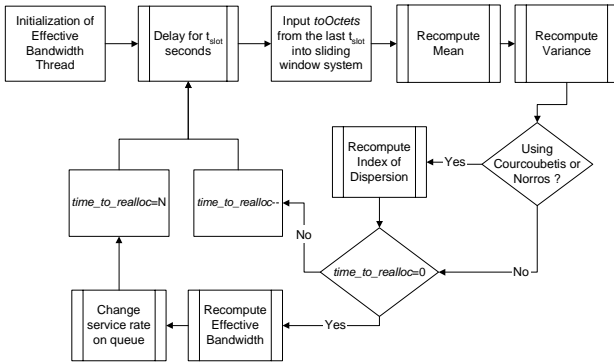 Initialization of
Effective
Bandwidth
Thread
Delay for tslot
seconds
Input toOctets
from the last tslot
into sliding
window system
Recompute
Mean
Recompute
Variance
Using
Courcoubetis or
Norros ?
Yes
Recompute
Index of
Dispersion
No
time_to_realloc=0
No
time_to_realloc--
time_to_realloc=N
Yes
Recompute
Effective
Bandwidth
Change
service rate
on queue